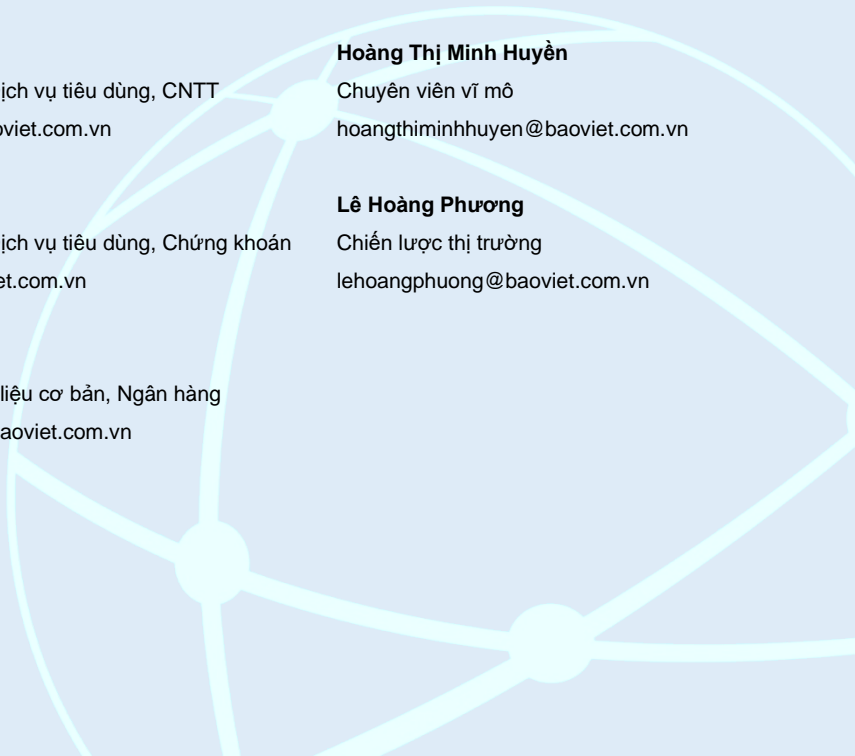 ịch vụ tiêu dùng, CNTT
oviet.com.vn
ịch vụ tiêu dùng, Chứng khoán
et.com.vn
liệu cơ bản, Ngân hàng
aoviet.com.vn
Hoàng Thị Minh Huyền
Chuyên viên vĩ mô
hoangthiminhhuyen@baoviet.com.vn
Lê Hoàng Phương
Chiến lược thị trường
lehoangphuong@baoviet.com.vn